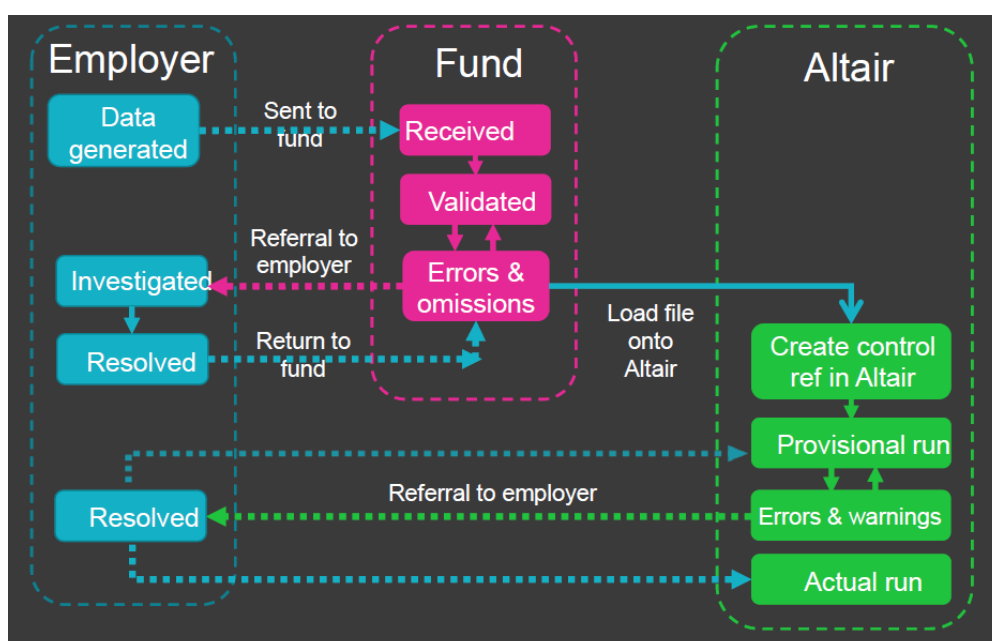 Employer
Fund
Altair
Data
generated
Sent to
fund
Received
Validated
Referral to
employer
Investigated
Errors &
omissions
Load file
onto
Altair
Resolved
Return to
fund
Create control
ref in Altair
Provisional run
Referral to employer
Resolved
Errors & warnings
Actual run